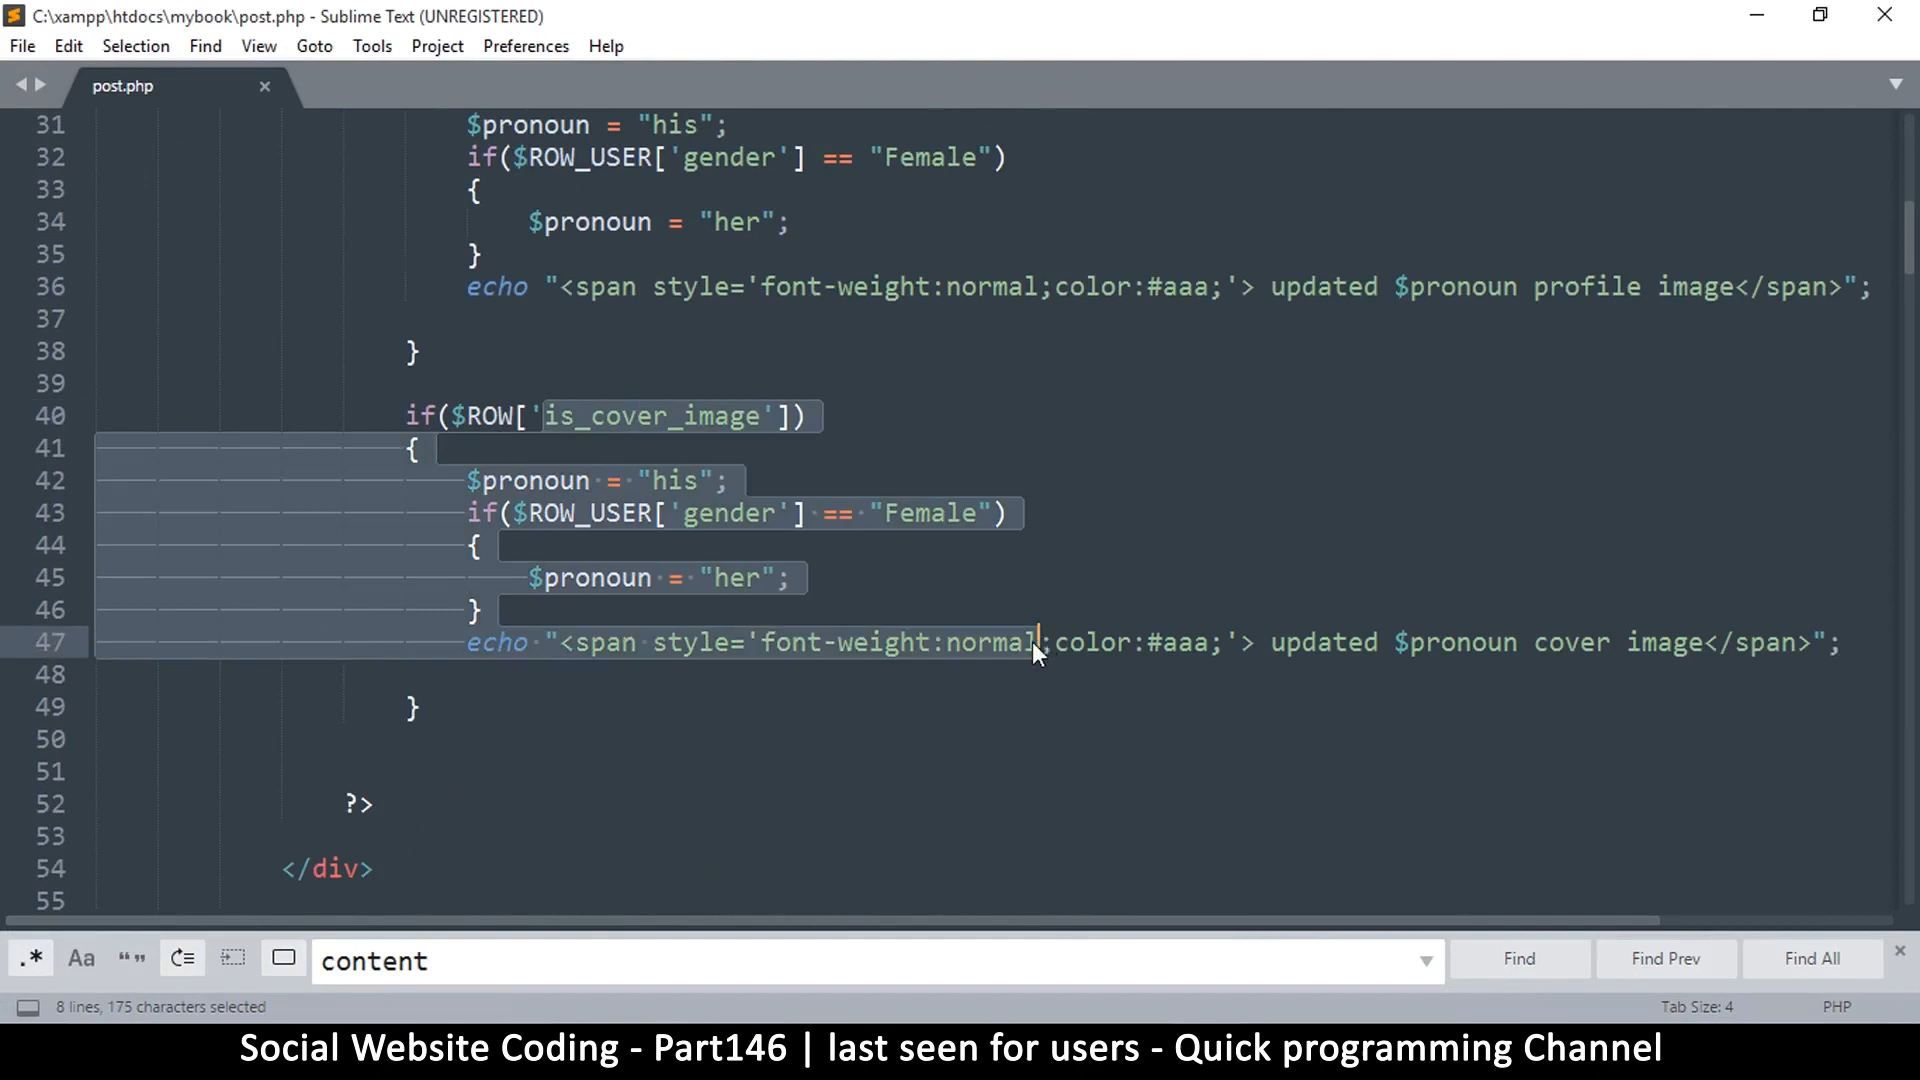 C:\xampp\htdocs\mybook\post.php - Sublime Text (UNREGISTERED)
File Edit Selection Find View Goto Tools Project Preferences Help
post.php
31 $pronoun = "his";
32 if($ROW_USER['gender'] == "Female")
33 {
34 $pronoun = "her";
35 }
36 echo "<span style='font-weight:normal;color:#aaa;'> updated $pronoun profile image</span>";
37
38 }
39
40 if($ROW['is_cover_image'])
41 {
42 $pronoun = "his";
43 if($ROW_USER['gender'] == "Female")
44 {
45 $pronoun = "her";
46 }
47 echo "<span style='font-weight:normal;color:#aaa;'> updated $pronoun cover image</span>";
48
49 }
50
51
52 ?>
53
54 </div>
55
.* Aa “” content Find Find Prev Find All
8 lines, 175 characters selected Tab Size: 4 PHP
Social Website Coding - Part146 | last seen for users - Quick programming Channel